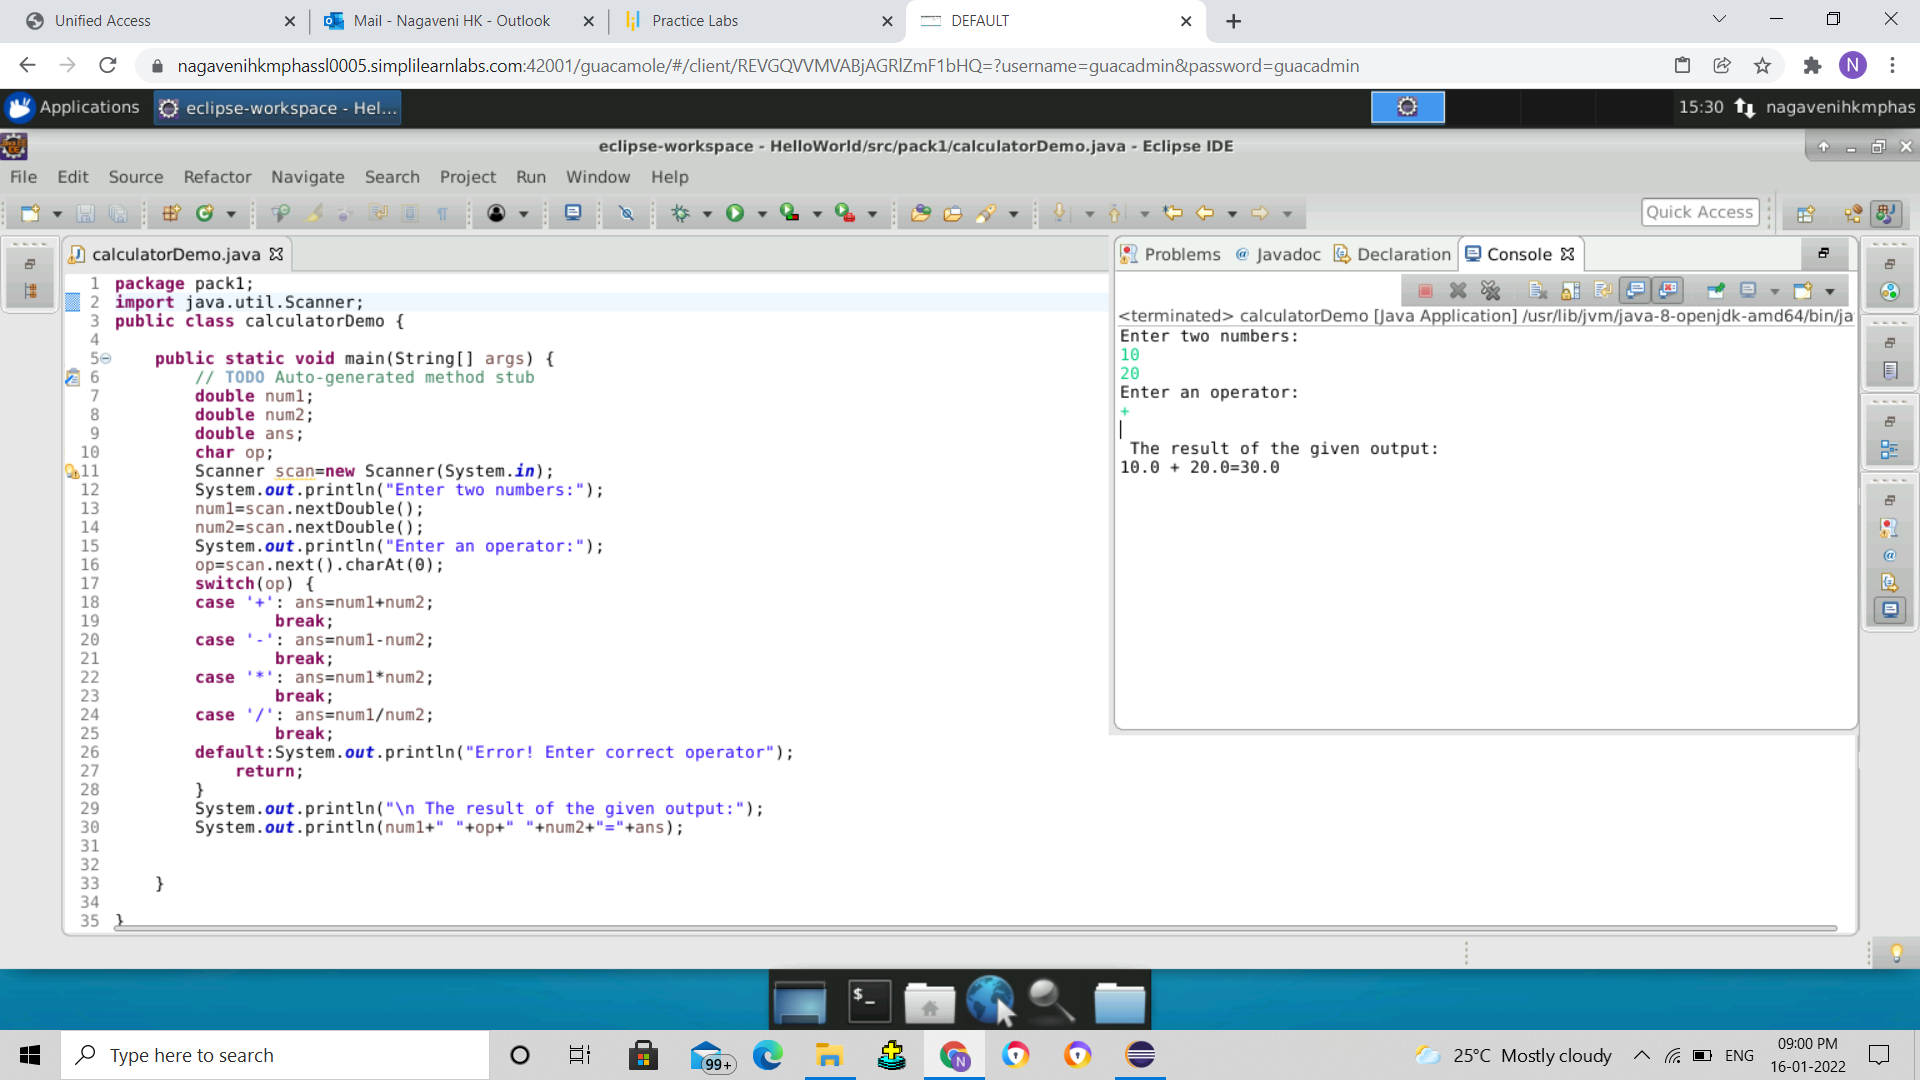 Unified Access
Mail - Nagaveni HK - Outlook
Practice Labs
DEFAULT
nagavenihkmphassl0005.simplilearnlabs.com:42001/guacamole/#/client/REVGQVVMVABjAGRlZmF1bHQ=?username=guacadmin&password=guacadmin
N
Applications
eclipse-workspace - Hel...
15:30
nagavenihkmphas
eclipse-workspace - HelloWorld/src/pack1/calculatorDemo.java - Eclipse IDE
File Edit Source Refactor Navigate Search Project Run Window Help
Quick Access
calculatorDemo.java
1 package pack1;
2 import java.util.Scanner;
3 public class calculatorDemo {
4
5 public static void main(String[] args) {
6 // TODO Auto-generated method stub
7 double num1;
8 double num2;
9 double ans;
10 char op;
11 Scanner scan=new Scanner(System.in);
12 System.out.println("Enter two numbers:");
13 num1=scan.nextDouble();
14 num2=scan.nextDouble();
15 System.out.println("Enter an operator:");
16 op=scan.next().charAt(0);
17 switch(op) {
18 case '+': ans=num1+num2;
19 break;
20 case '-': ans=num1-num2;
21 break;
22 case '*': ans=num1*num2;
23 break;
24 case '/': ans=num1/num2;
25 break;
26 default:System.out.println("Error! Enter correct operator");
27 return;
28 }
29 System.out.println("\n The result of the given output:");
30 System.out.println(num1+" "+op+" "+num2+"="+ans);
31
32
33 }
34
35 }
Problems @ Javadoc Declaration Console
<terminated> calculatorDemo [Java Application] /usr/lib/jvm/java-8-openjdk-amd64/bin/ja
Enter two numbers:
10
20
Enter an operator:
+
The result of the given output:
10.0 + 20.0=30.0
Type here to search
99+
N
25°C Mostly cloudy
ENG
09:00 PM
16-01-2022